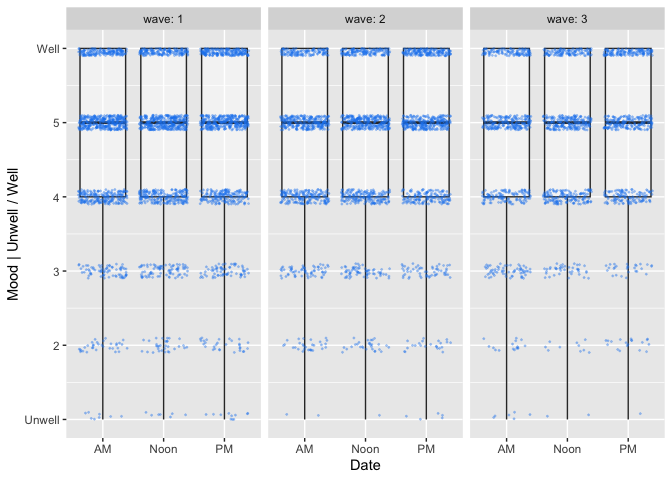 wave: 1 wave: 2 wave: 3
Well
5
4
3
2
Unwell
Mood | Unwell / Well
AM Noon PM AM Noon PM AM Noon PM
Date